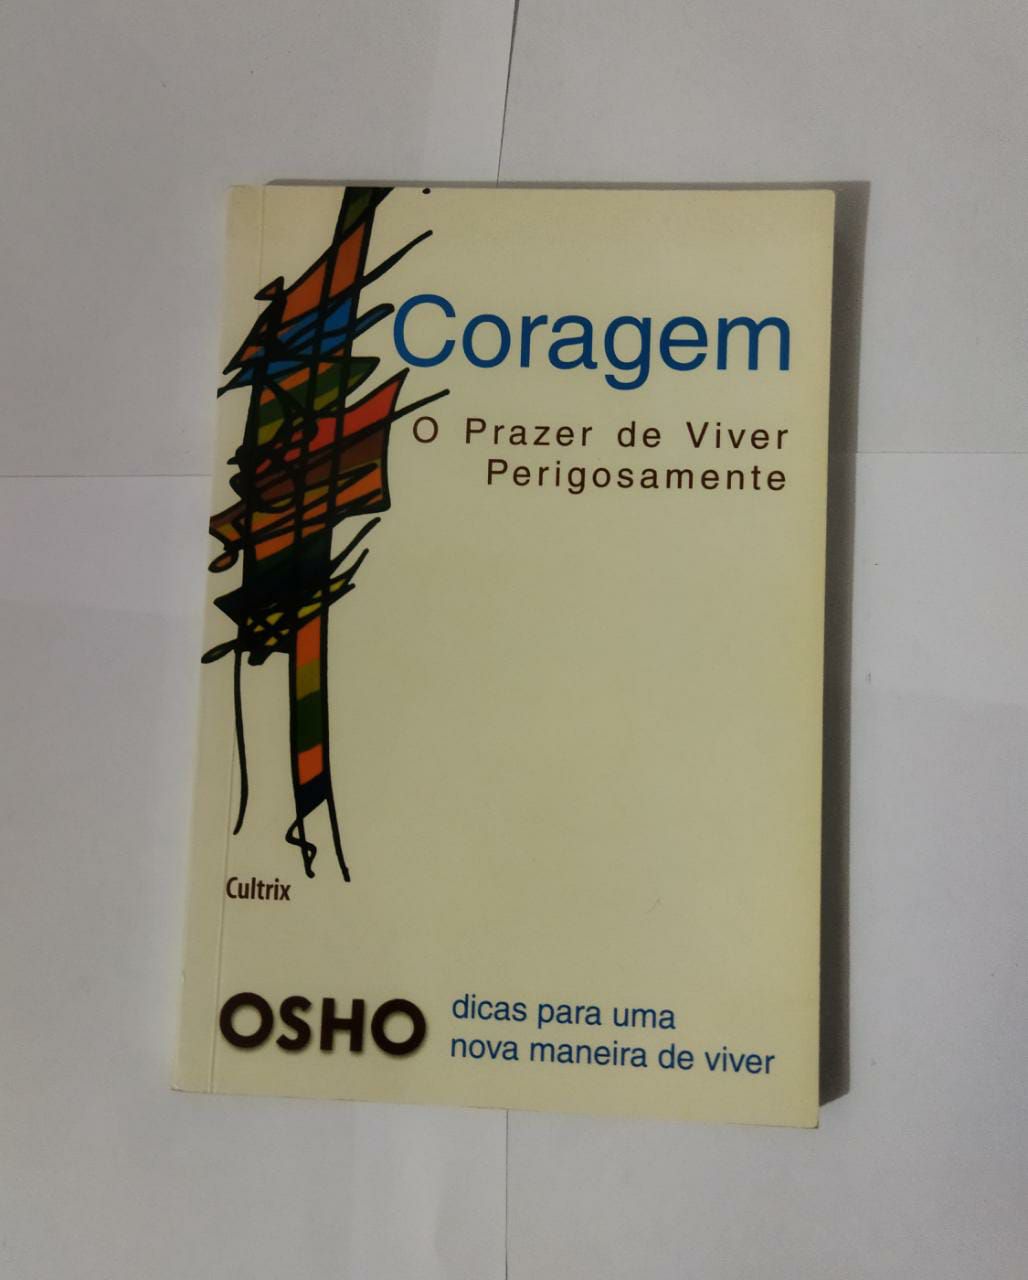 Coragem
O Prazer de Viver
Perigosamente
Cultrix
OSHO
dicas para uma
nova maneira de viver